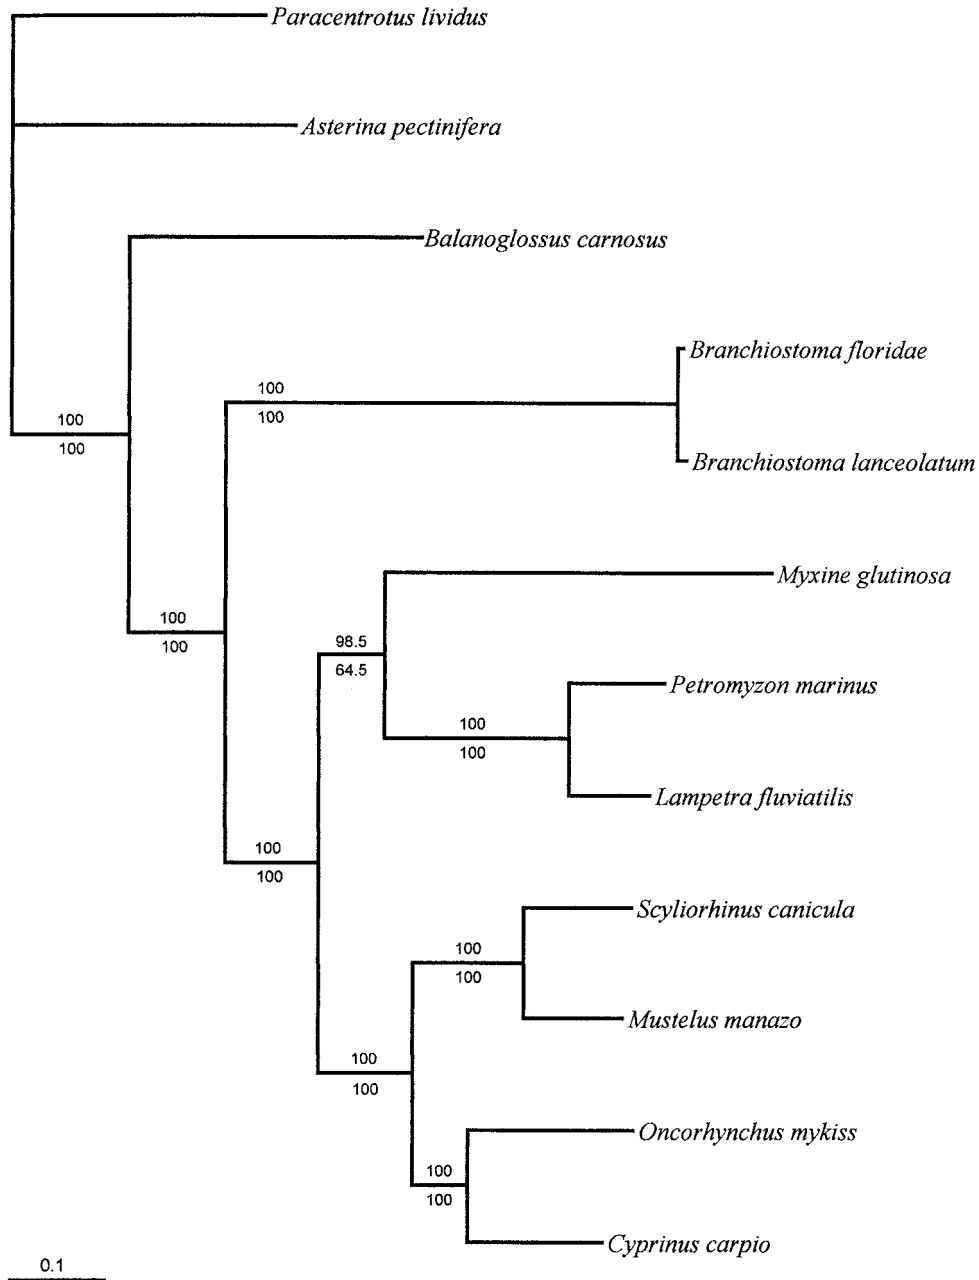 Paracentrotus lividus
Asterina pectinifera
Balanoglossus carnosus
Branchiostoma floridae
100
100
100
100
Branchiostoma lanceolatum
Myxine glutinosa
100
100
98.5
64.5
Petromyzon marinus
100
100
Lampetra fluviatilis
100
100
Scyliorhinus canicula
100
100
Mustelus manazo
100
100
Oncorhynchus mykiss
100
100
Cyprinus carpio
0.1